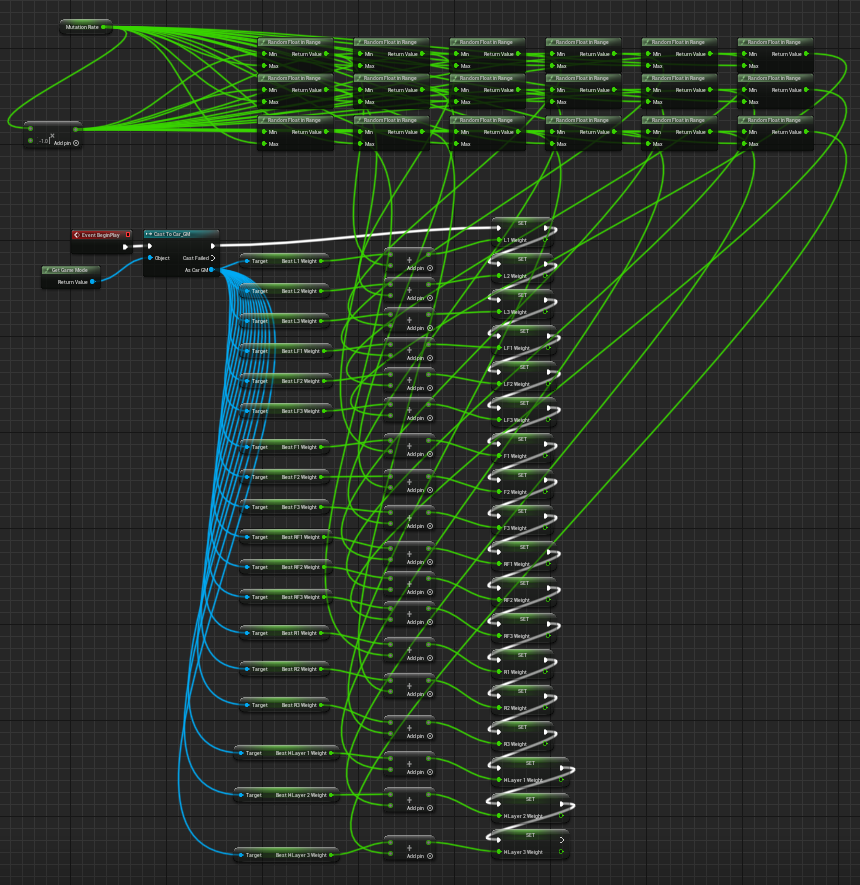 Mutation Rate
Random Float in Range Random Float in Range Random Float in Range Random Float in Range Random Float in Range Random Float in Range
Min Return Value Min Return Value Min Return Value Min Return Value Min Return Value Min Return Value
Max Max Max Max Max Max
Random Float in Range Random Float in Range Random Float in Range Random Float in Range Random Float in Range Random Float in Range
Min Return Value Min Return Value Min Return Value Min Return Value Min Return Value Min Return Value
Max Max Max Max Max Max
Random Float in Range Random Float in Range Random Float in Range Random Float in Range Random Float in Range Random Float in Range
Min Return Value Min Return Value Min Return Value Min Return Value Min Return Value Min Return Value
Max Max Max Max Max Max
-1.0 Add pin
Event BeginPlay
Cast To Car_GM
Object Cast Failed
As Car GM
Get Game Mode
Return Value
Target Best L1 Weight + Add pin SET L1 Weight
Target Best L2 Weight + Add pin SET L2 Weight
Target Best L3 Weight + Add pin SET L3 Weight
Target Best LF1 Weight + Add pin SET LF1 Weight
Target Best LF2 Weight + Add pin SET LF2 Weight
Target Best LF3 Weight + Add pin SET LF3 Weight
Target Best F1 Weight + Add pin SET F1 Weight
Target Best F2 Weight + Add pin SET F2 Weight
Target Best F3 Weight + Add pin SET F3 Weight
Target Best RF1 Weight + Add pin SET RF1 Weight
Target Best RF2 Weight + Add pin SET RF2 Weight
Target Best RF3 Weight + Add pin SET RF3 Weight
Target Best R1 Weight + Add pin SET R1 Weight
Target Best R2 Weight + Add pin SET R2 Weight
Target Best R3 Weight + Add pin SET R3 Weight
Target Best HLayer 1 Weight + Add pin SET HLayer 1 Weight
Target Best HLayer 2 Weight + Add pin SET HLayer 2 Weight
Target Best HLayer 3 Weight + Add pin SET HLayer 3 Weight